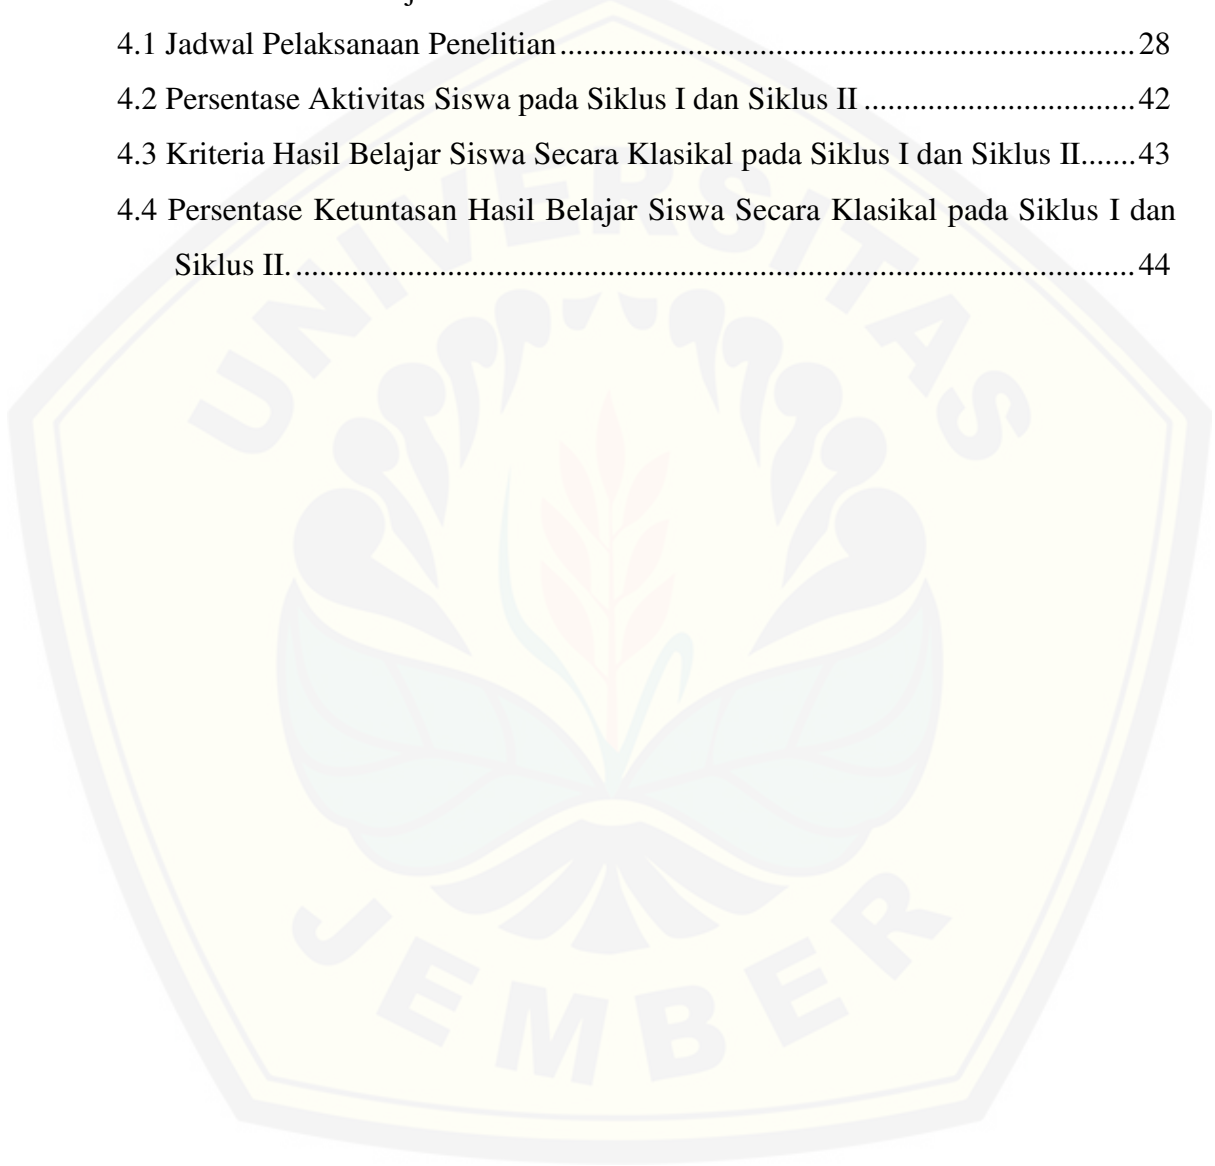 4.1 Jadwal Pelaksanaan Penelitian........................................................................28
4.2 Persentase Aktivitas Siswa pada Siklus I dan Siklus II ..................................42
4.3 Kriteria Hasil Belajar Siswa Secara Klasikal pada Siklus I dan Siklus II.......43
4.4 Persentase Ketuntasan Hasil Belajar Siswa Secara Klasikal pada Siklus I dan
Siklus II..........................................................................................................44
UNIVERSITAS
JEMBER